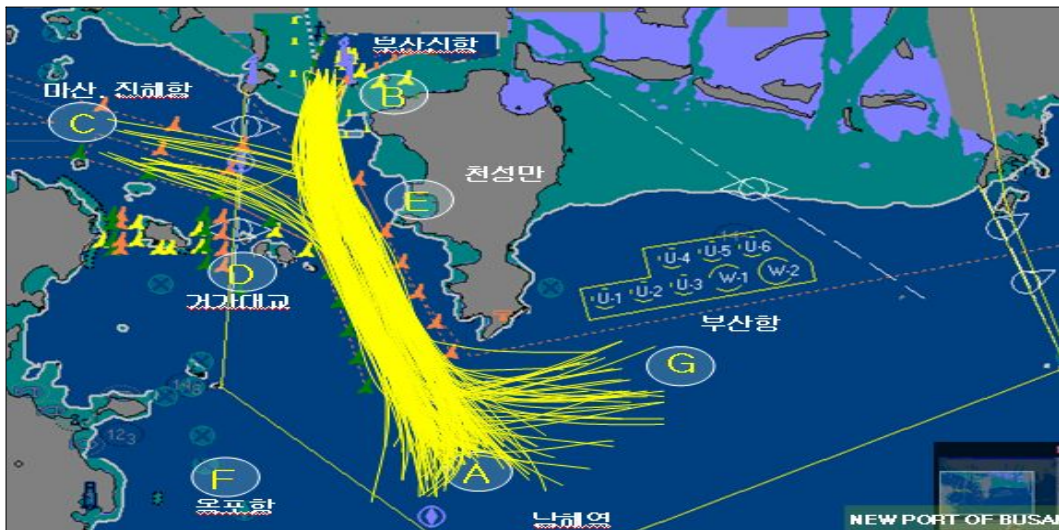 부산신항
B
마산. 진해항
C
천성만
E
D
거가대교
U-4 U-5 U-6
U-1 U-2 U-3 W-1 W-2
부산항
G
A
F
옥포항
남해역
NEW PORT OF BUSA